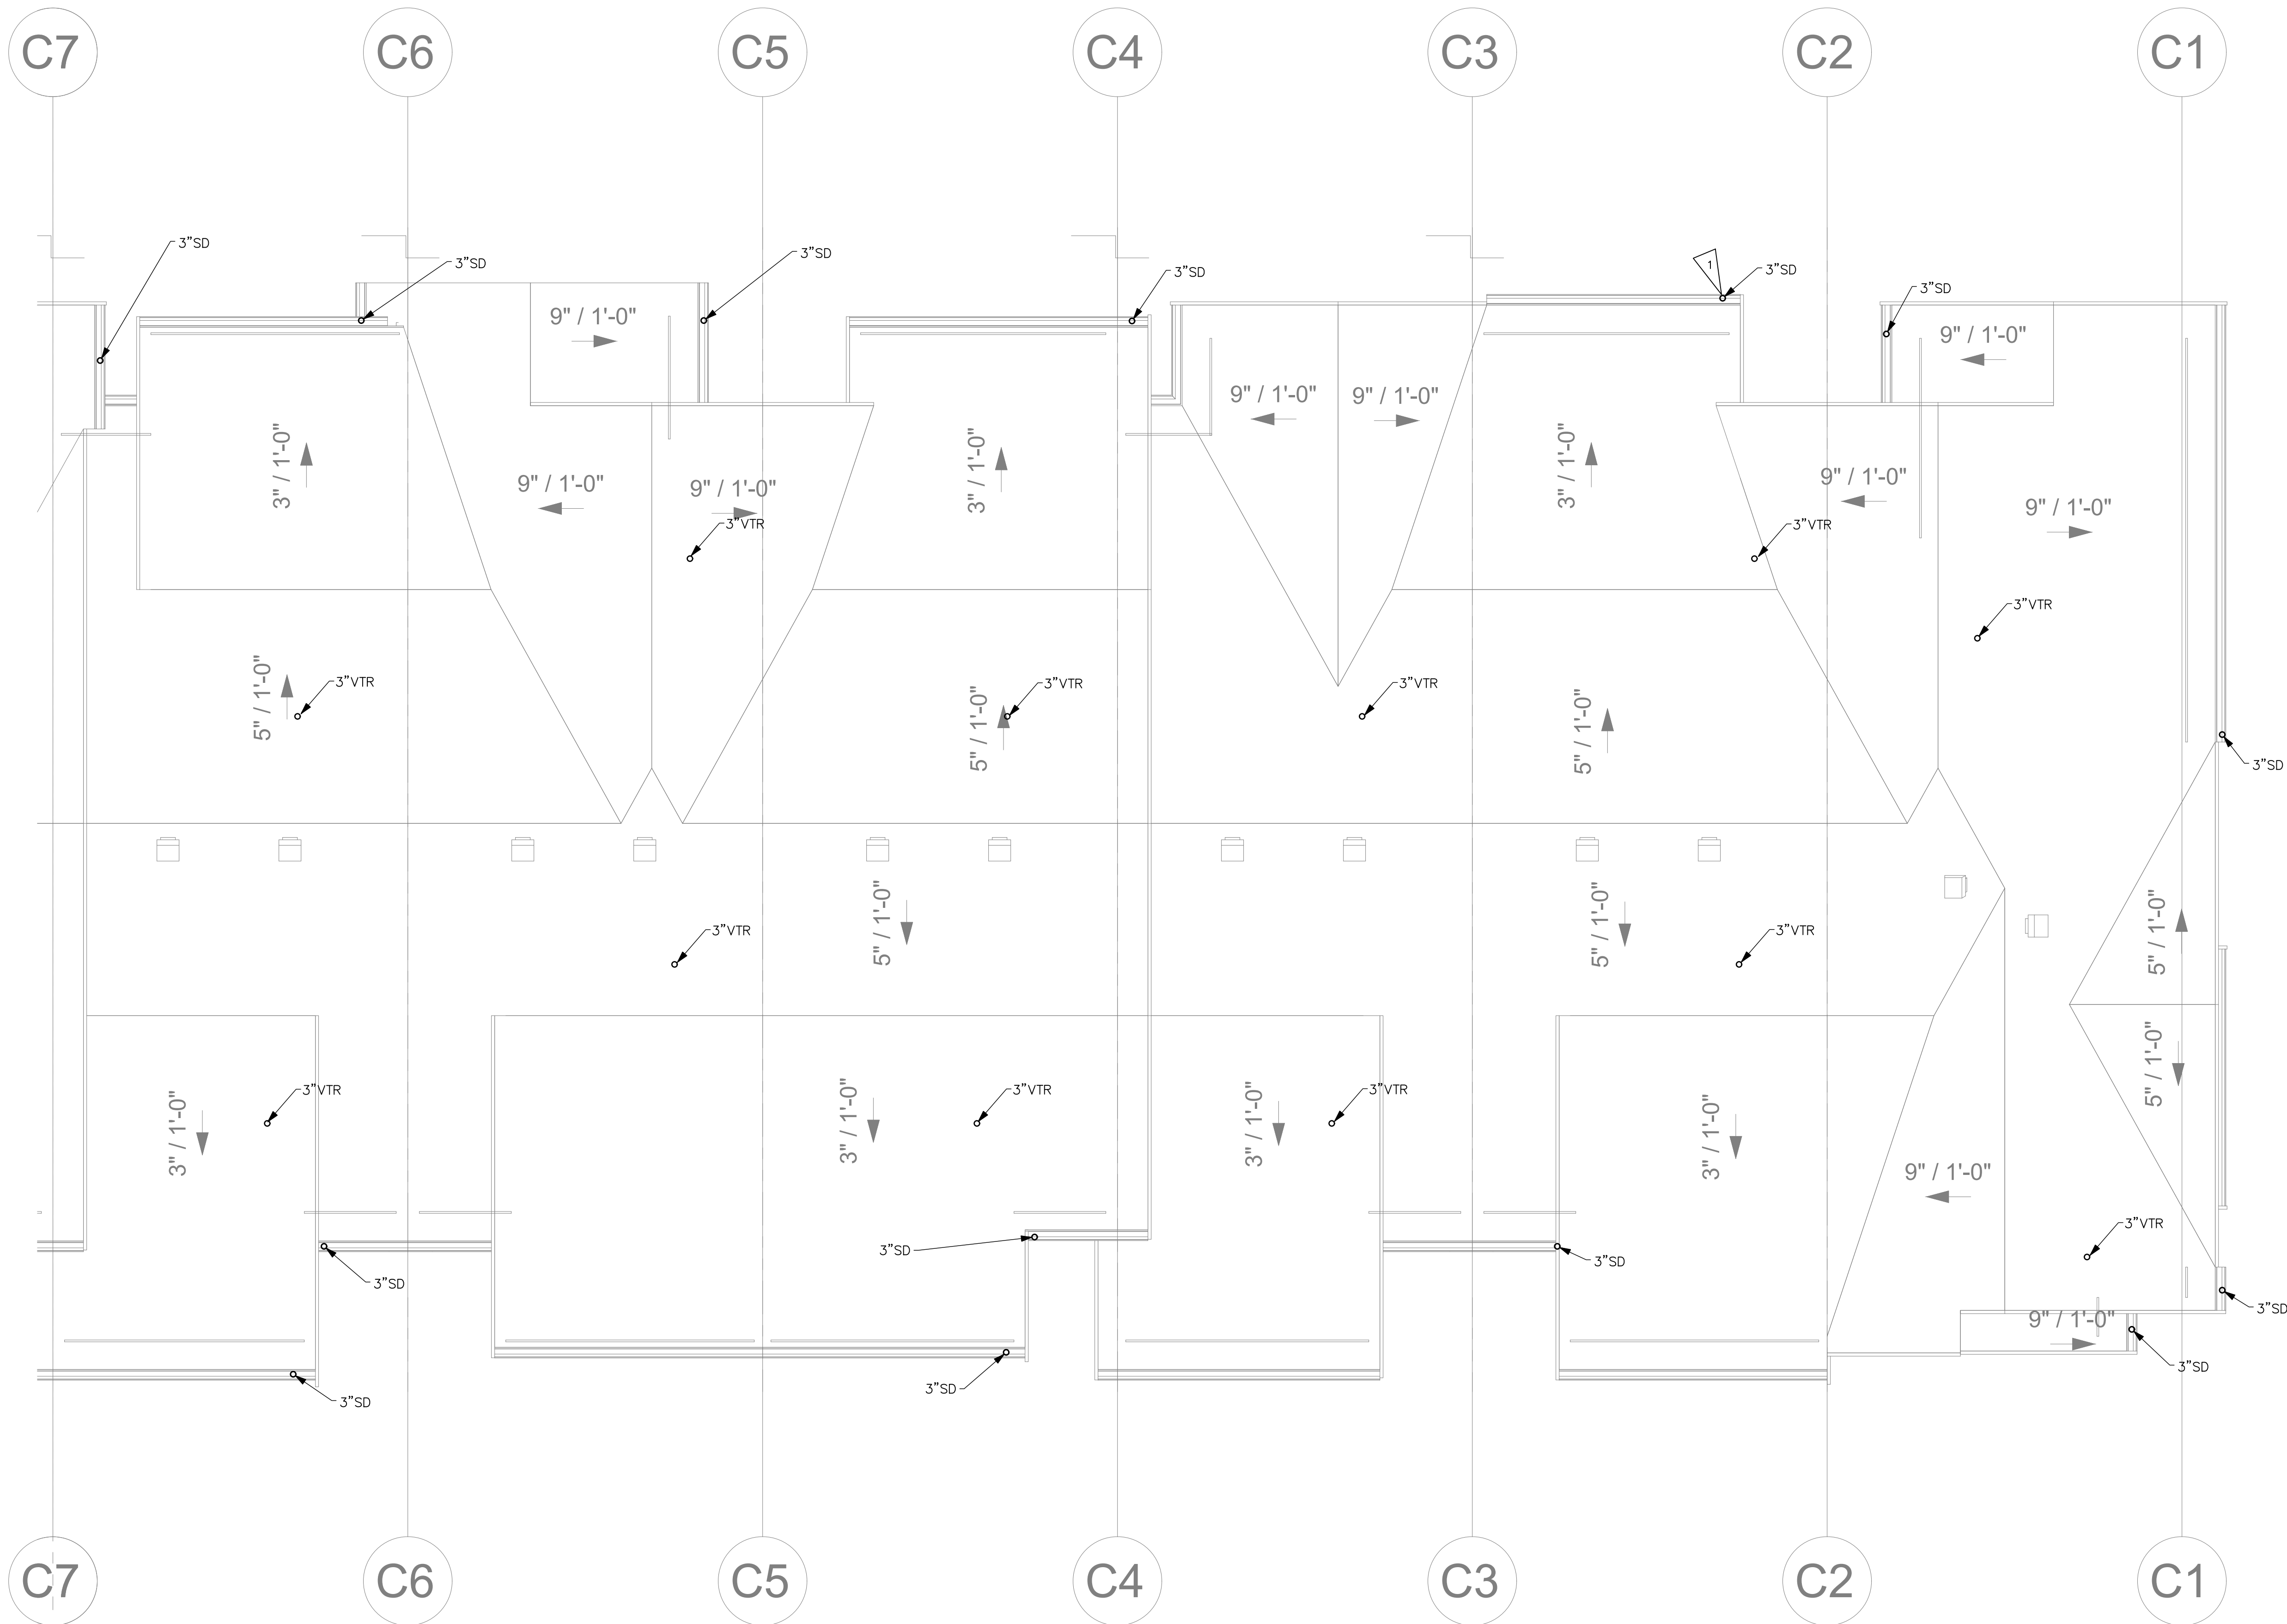 C7 C6 C5 C4 C3 C2 C1
3"SD
3"SD
3"SD
3"SD
1
3"SD
3"SD
9" / 1'-0"
9" / 1'-0"
9" / 1'-0"
9" / 1'-0"
3" / 1'-0"
9" / 1'-0"
9" / 1'-0"
3" / 1'-0"
3" / 1'-0"
9" / 1'-0"
9" / 1'-0"
3"VTR
3"VTR
3"VTR
5" / 1'-0"
3"VTR
5" / 1'-0"
3"VTR
3"VTR
5" / 1'-0"
3"SD
5" / 1'-0"
5" / 1'-0"
5" / 1'-0"
3"VTR
3"VTR
5" / 1'-0"
3" / 1'-0"
3"VTR
3" / 1'-0"
3"VTR
3" / 1'-0"
3"VTR
3" / 1'-0"
9" / 1'-0"
3"VTR
3"SD
3"SD
3"SD
3"SD
9" / 1'-0"
3"SD
3"SD
3"SD
3"SD
C7 C6 C5 C4 C3 C2 C1